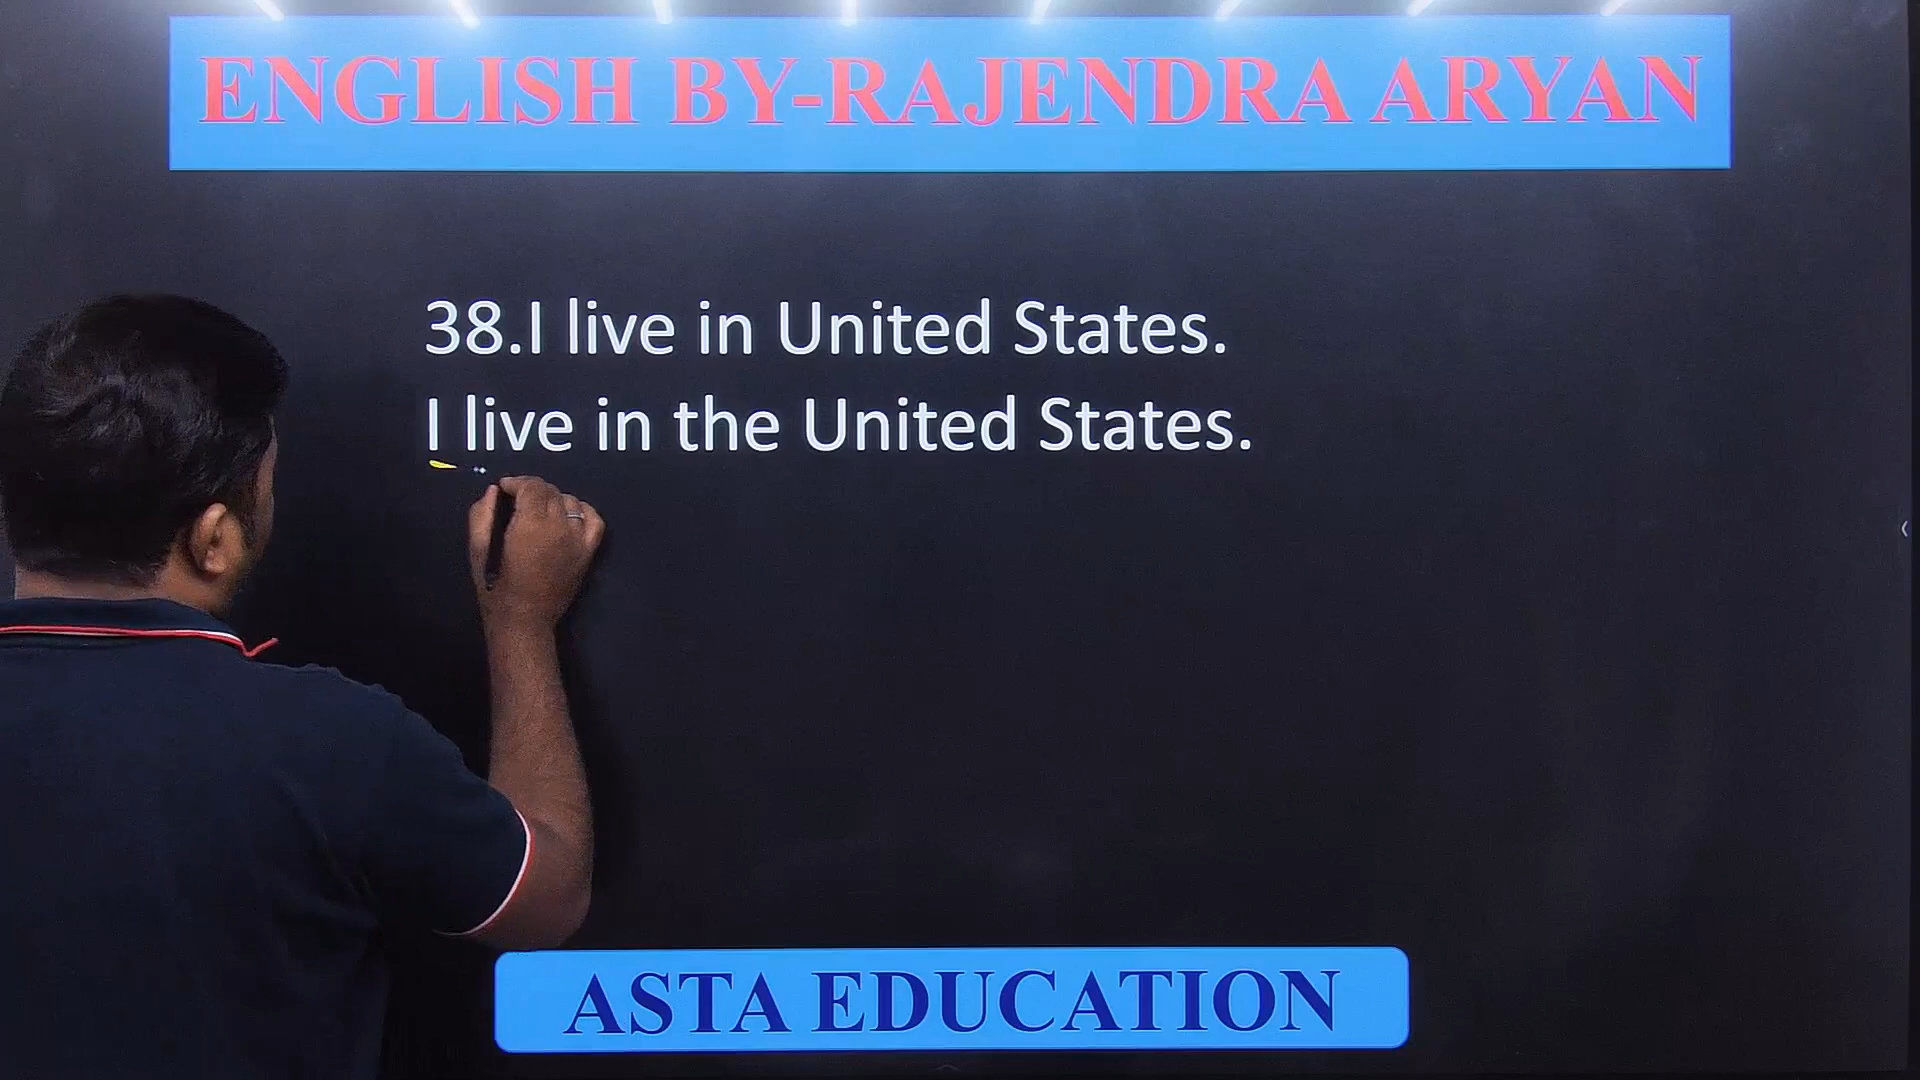 ENGLISH BY-RAJENDRA ARYAN
38.I live in United States.
I live in the United States.
ASTA EDUCATION